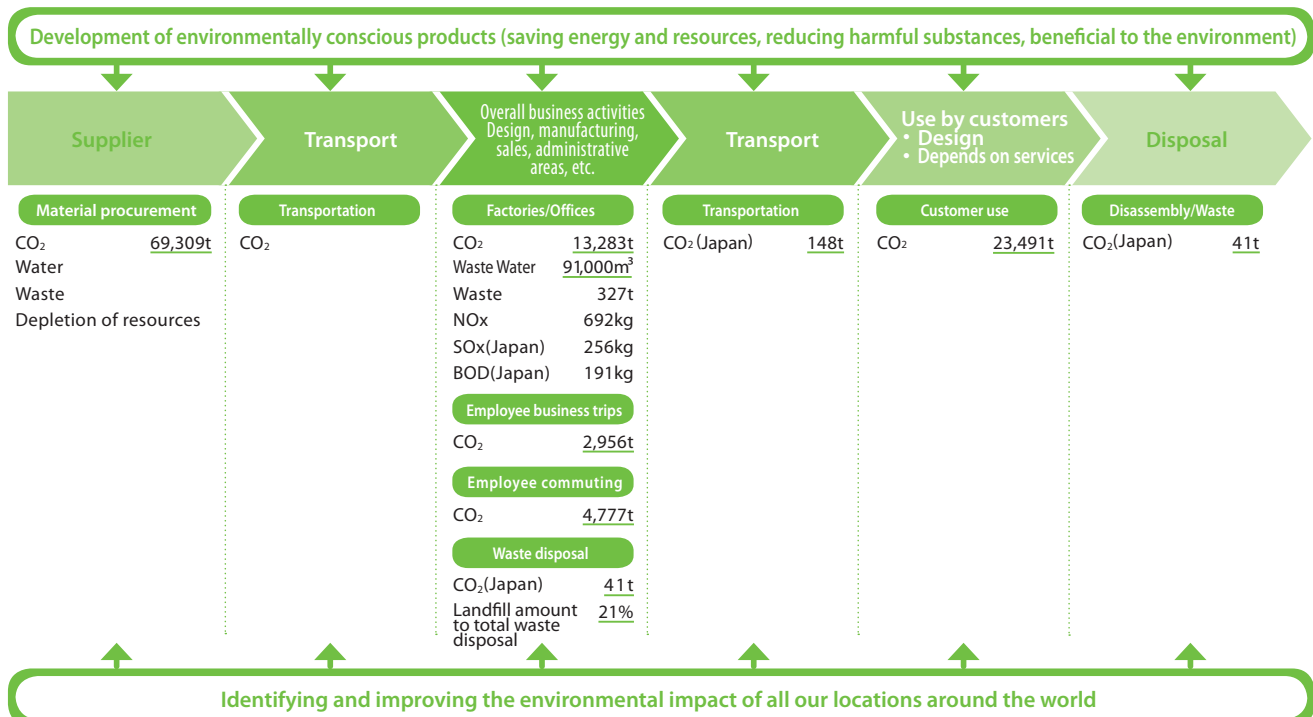 Development of environmentally conscious products (saving energy and resources, reducing harmful substances, beneficial to the environment)
Supplier
Transport
Overall business activities
Design, manufacturing,
sales, administrative
areas, etc.
Transport
Use by customers
• Design
• Depends on services
Disposal
Material procurement
CO₂ 69,309t
Water
Waste
Depletion of resources
Transportation
CO₂
Factories/Offices
CO₂ 13,283t
Waste Water 91,000m³
Waste 327t
NOx 692kg
SOx(Japan) 256kg
BOD(Japan) 191kg
Employee business trips
CO₂ 2,956t
Employee commuting
CO₂ 4,777t
Waste disposal
CO₂(Japan) 41t
Landfill amount 21%
to total waste
disposal
Transportation
CO₂ (Japan) 148t
Customer use
CO₂ 23,491t
Disassembly/Waste
CO₂(Japan) 41t
Identifying and improving the environmental impact of all our locations around the world